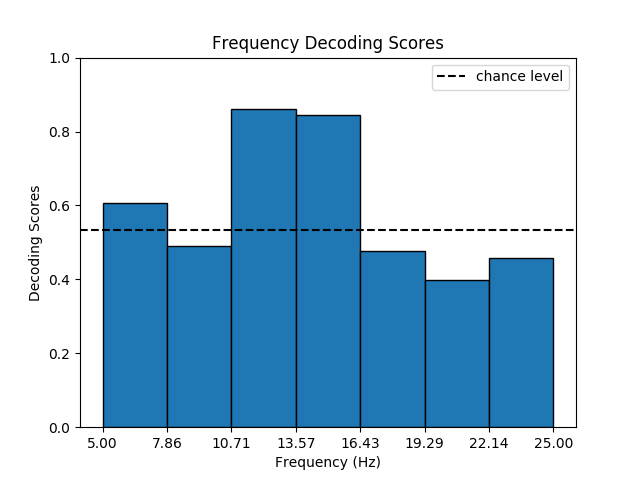 Frequency Decoding Scores
chance level
1.0
0.8
0.6
0.4
0.2
0.0
Decoding Scores
5.00 7.86 10.71 13.57 16.43 19.29 22.14 25.00
Frequency (Hz)